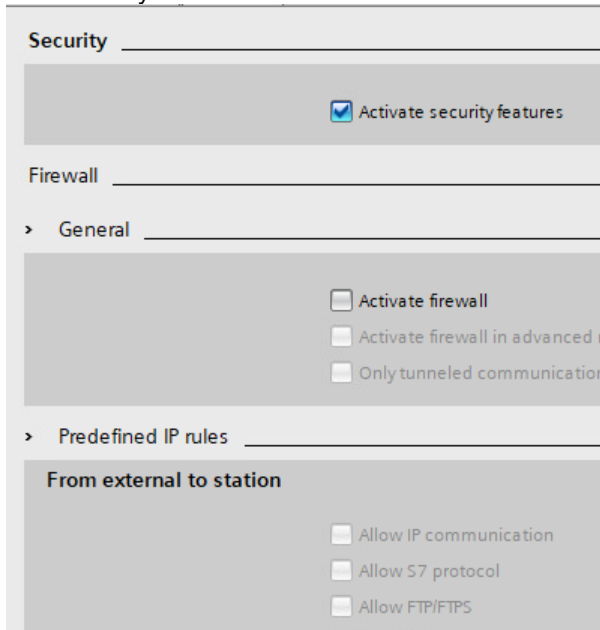 Security
Activate security features
Firewall
General
Activate firewall
Activate firewall in advanced
Only tunneled communication
Predefined IP rules
From external to station
Allow IP communication
Allow S7 protocol
Allow FTP/FTPS